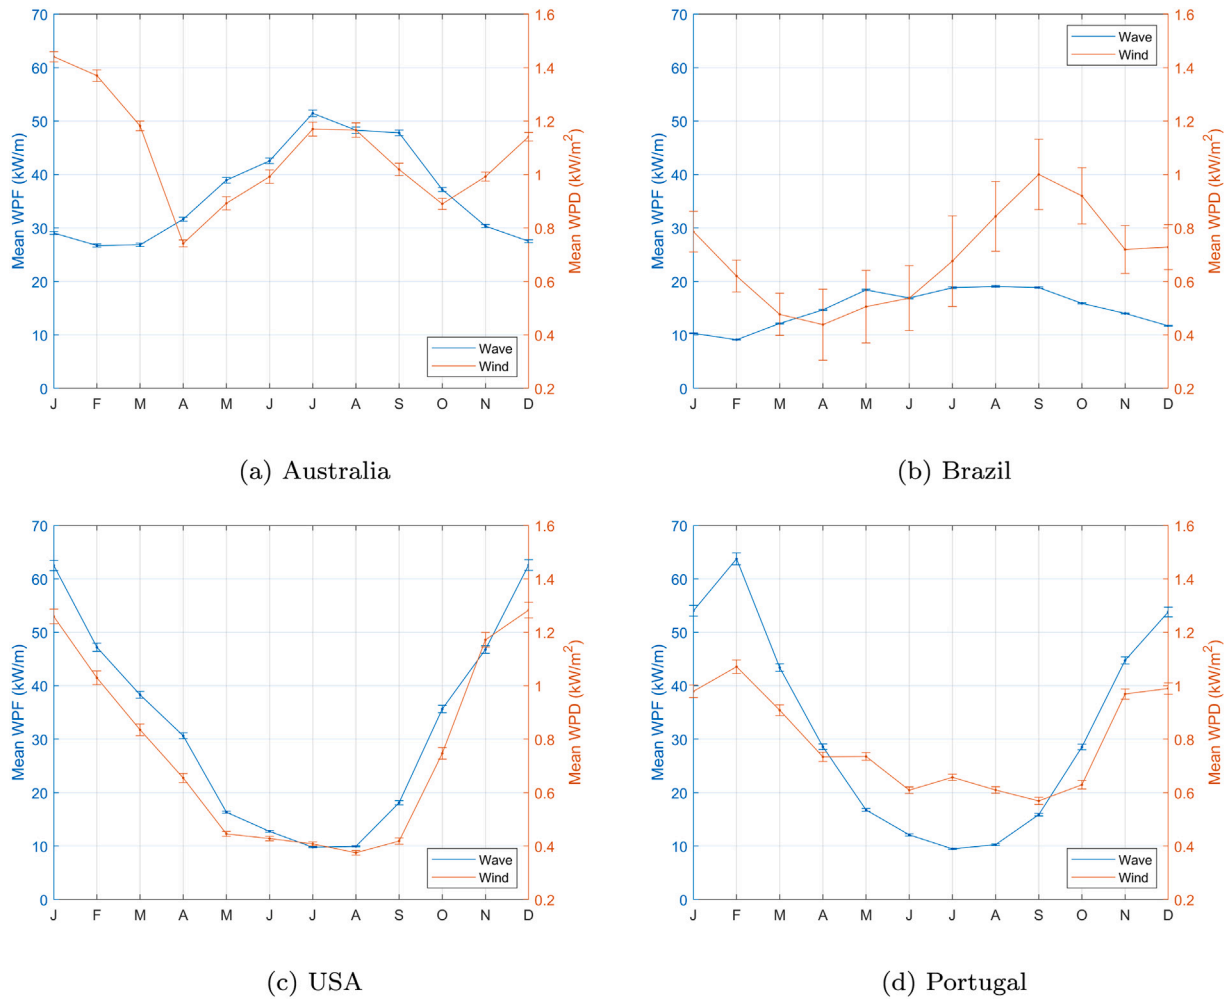 70 1.6 70 1.6
Wave
Wind
60 1.4 60 1.4
50 1.2 50 1.2
40 1 40 1
30 0.8 30 0.8
20 0.6 20 0.6
10 0.4 10 0.4
0 0.2 0 0.2
Mean WPF (kW/m)
Mean WPD (kW/m²)
Wave
Wind
Mean WPF (kW/m)
Mean WPD (kW/m²)
J F M A M J J A S O N D
J F M A M J J A S O N D
(a) Australia
(b) Brazil
70 1.6 70 1.6
60 1.4 60 1.4
50 1.2 50 1.2
40 1 40 1
30 0.8 30 0.8
20 0.6 20 0.6
10 0.4 10 0.4
0 0.2 0 0.2
Mean WPF (kW/m)
Mean WPD (kW/m²)
Wave
Wind
Mean WPF (kW/m)
Mean WPD (kW/m²)
Wave
Wind
J F M A M J J A S O N D
J F M A M J J A S O N D
(c) USA
(d) Portugal